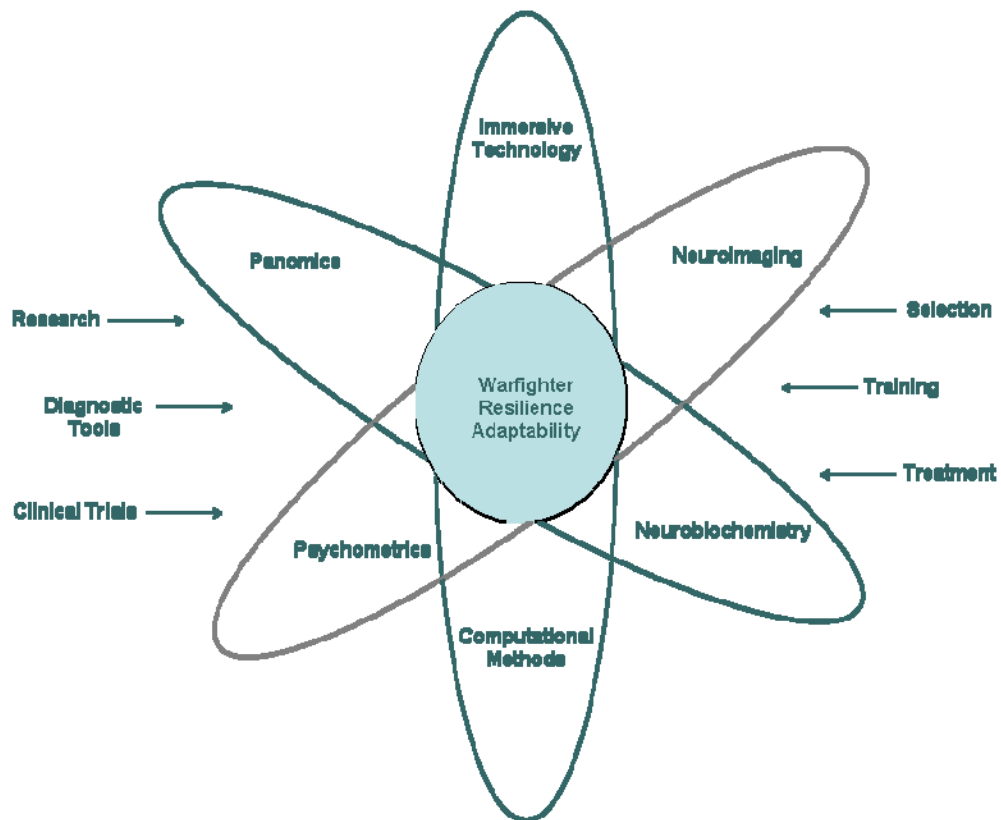 Immersive
Technology
Panomics
Neuroimaging
Research
Selection
Warfighter
Resilience
Adaptability
Training
Diagnostic
Tools
Treatment
Clinical Trials
Neurobiochemistry
Psychometrics
Computational
Methods